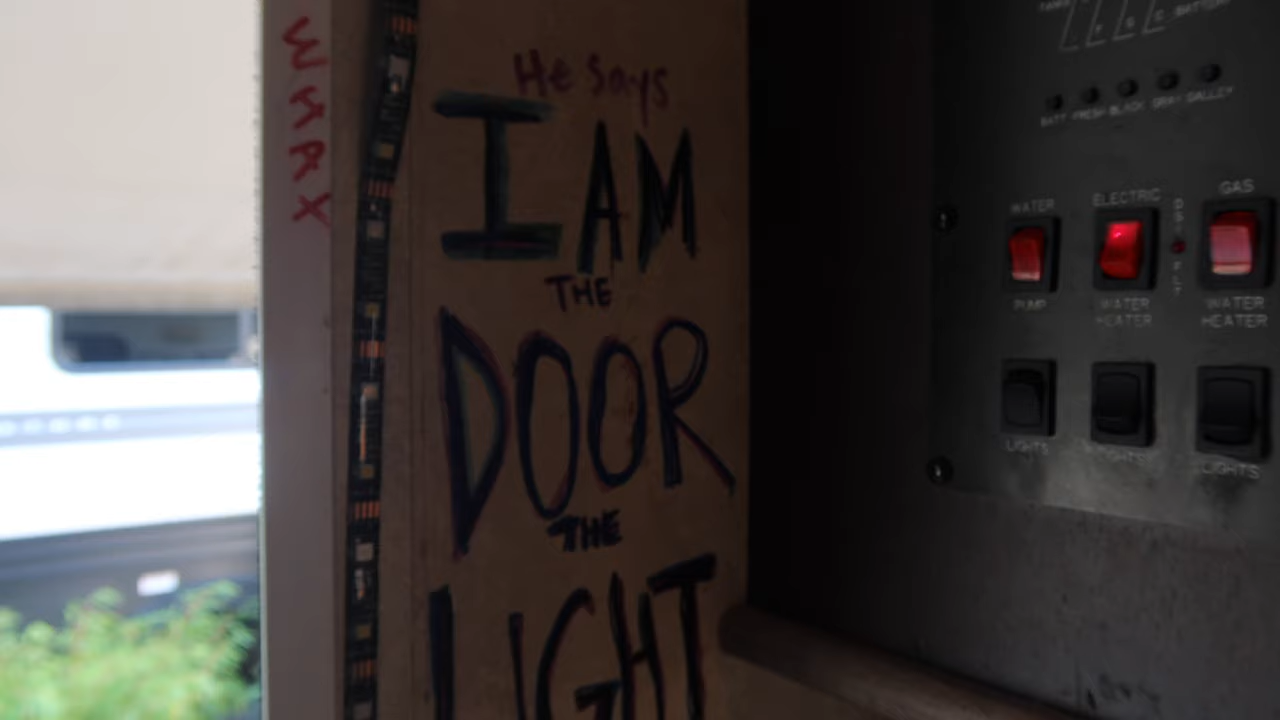 He Says
I AM
THE
DOOR
THE
LIGHT
BATT FRESH BLACK GRAY GALLEY
WATER
PUMP
ELECTRIC
WATER
HEATER
GAS
WATER
HEATER
LIGHTS
LIGHTS